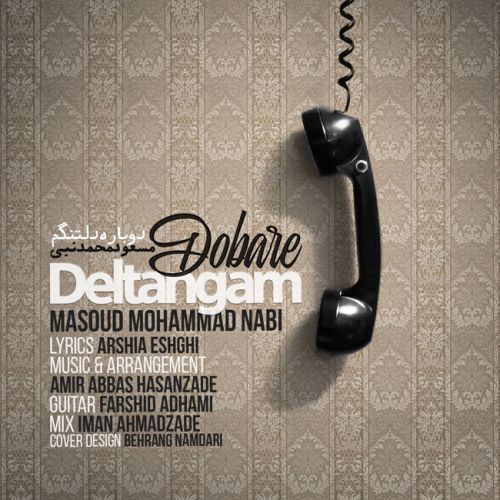 دوباره دلتنگم
مسعود محمدنبی
Dobare
Deltangam
MASOUD MOHAMMAD NABI
LYRICS ARSHIA ESHGHI
MUSIC & ARRANGEMENT
AMIR ABBAS HASANZADE
GUITAR FARSHID ADHAMI
MIX IMAN AHMADZADE
COVER DESIGN BEHRANG NAMDARI